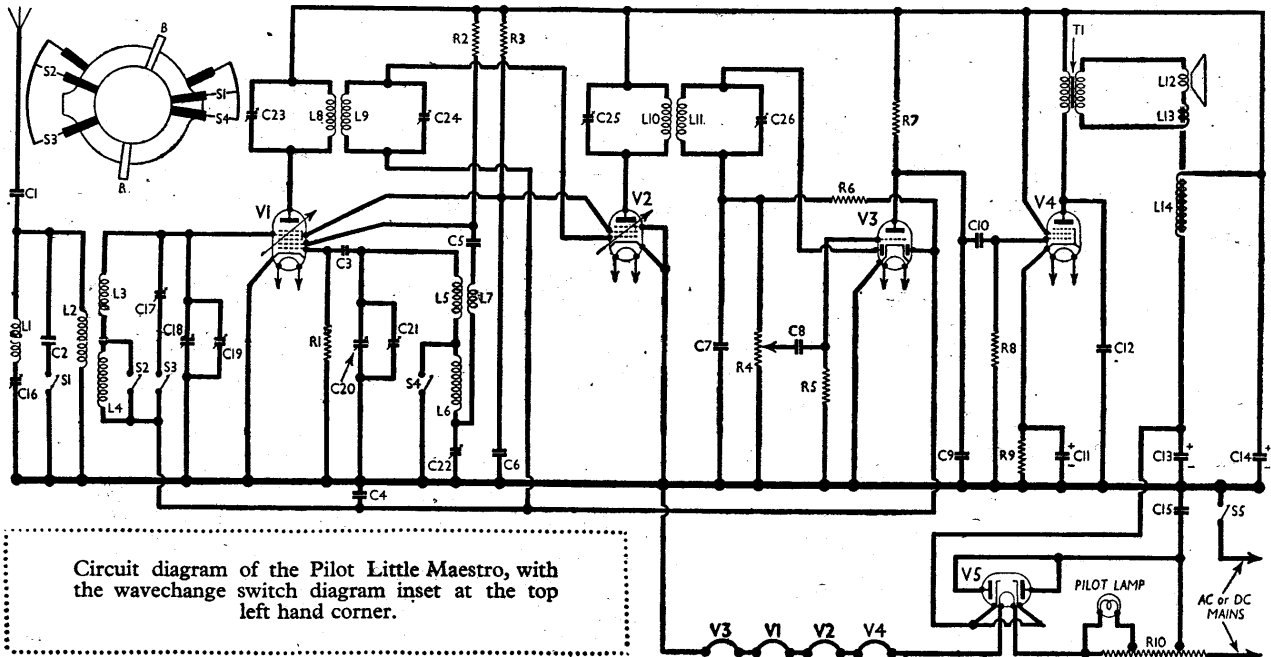 B
S2
S1
S4
S3
B
R2
R3
T1
C23
L8
L9
C24
C25
L10
L11
C26
R7
L12
L13
C1
V1
V2
R6
V3
V4
L14
C3
C5
C10
L1
C2
L2
L3
C17
C18
C19
R1
C20
C21
L5
L7
C7
R4
C8
R5
R8
C12
C16
S1
L4
S2
S3
S4
L6
C22
C6
C9
R9
C11
+
-
C13
+
-
C14
+
-
C4
C15
S5
Circuit diagram of the Pilot Little Maestro, with
the wavechange switch diagram inset at the top
left hand corner.
V5
PILOT LAMP
AC or DC
MAINS
V3
V1
V2
V4
R10